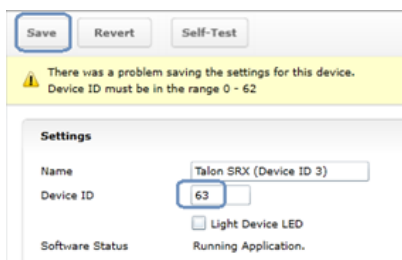 Save Revert Self-Test
There was a problem saving the settings for this device.
Device ID must be in the range 0 - 62
Settings
Name Talon SRX (Device ID 3)
Device ID 63
Light Device LED
Software Status Running Application.